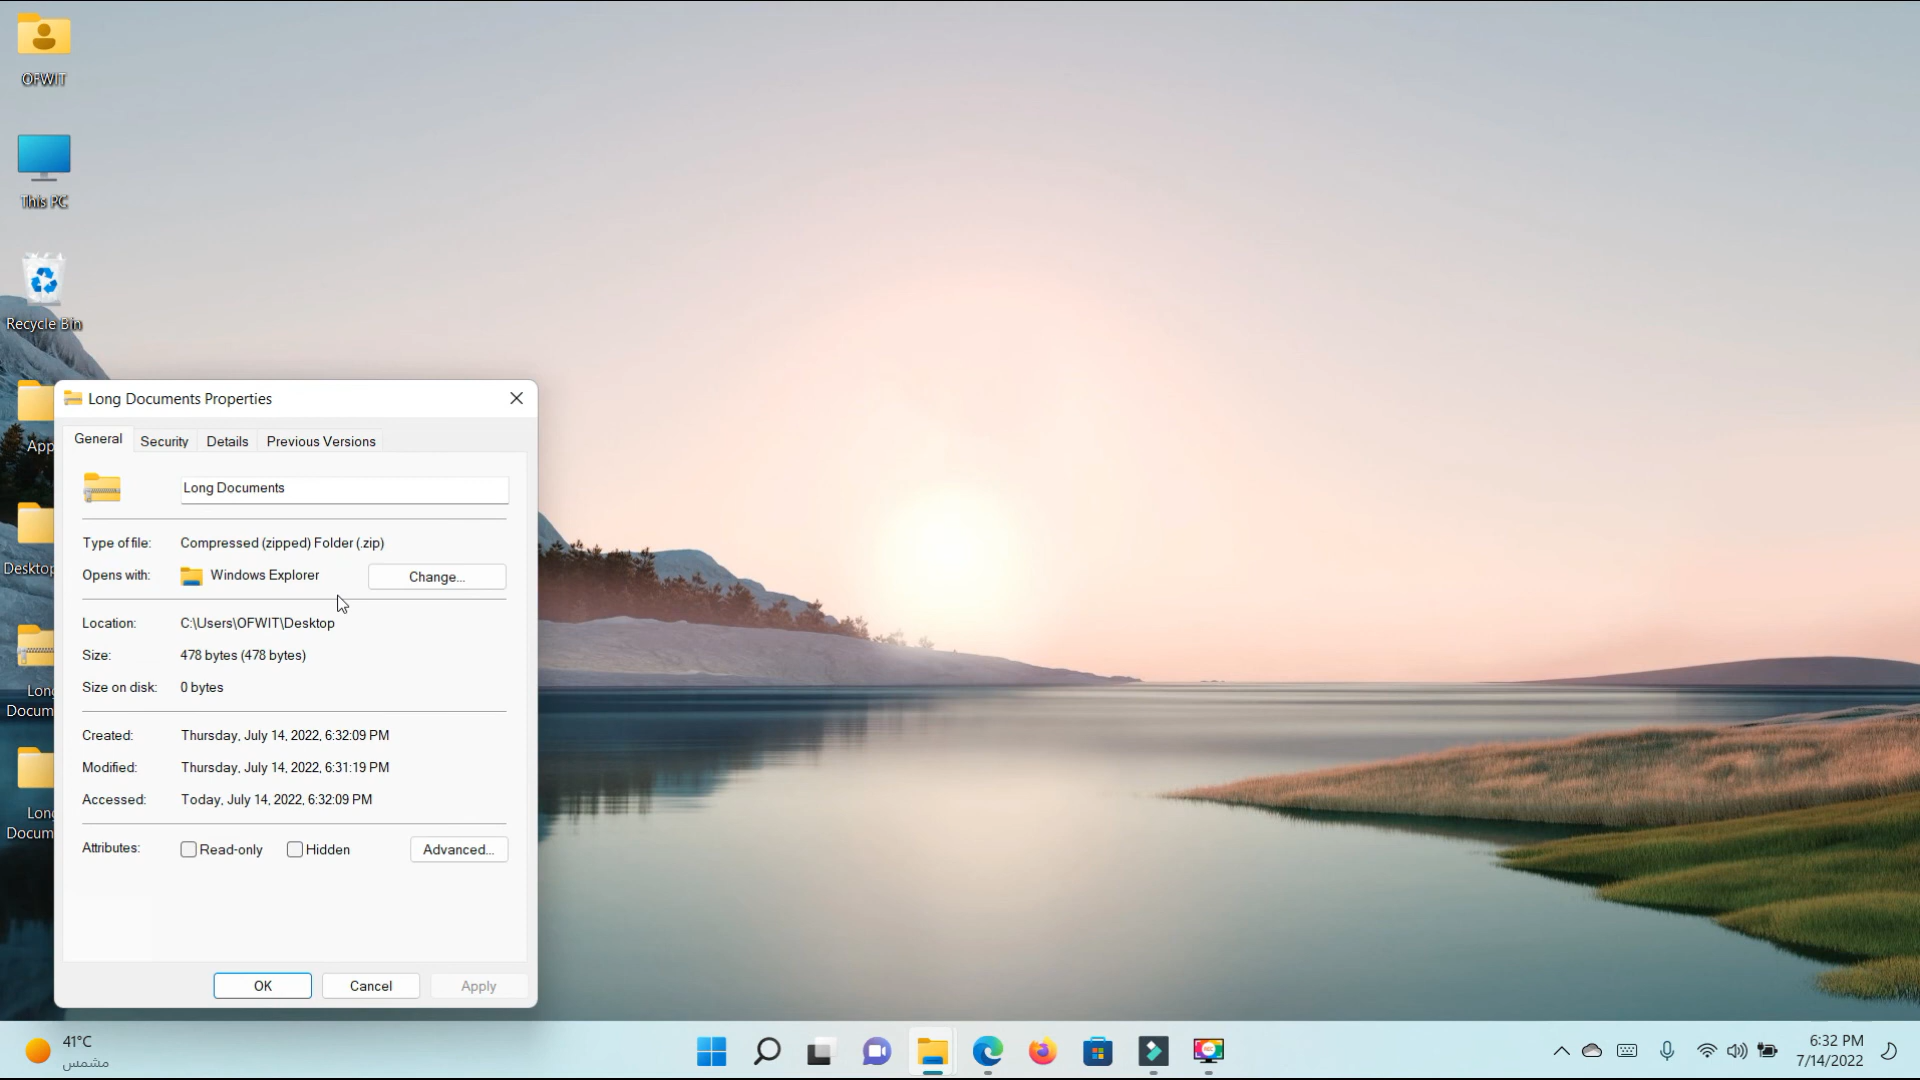 OFWIT
This PC
Recycle Bin
App
Desktop
Long
Docum
Long
Docum
Long Documents Properties
General Security Details Previous Versions
Long Documents
Type of file: Compressed (zipped) Folder (.zip)
Opens with: Windows Explorer Change...
Location: C:\Users\OFWIT\Desktop
Size: 478 bytes (478 bytes)
Size on disk: 0 bytes
Created: Thursday, July 14, 2022, 6:32:09 PM
Modified: Thursday, July 14, 2022, 6:31:19 PM
Accessed: Today, July 14, 2022, 6:32:09 PM
Attributes: Read-only Hidden Advanced...
OK Cancel Apply
41°C
مشمس
6:32 PM
7/14/2022